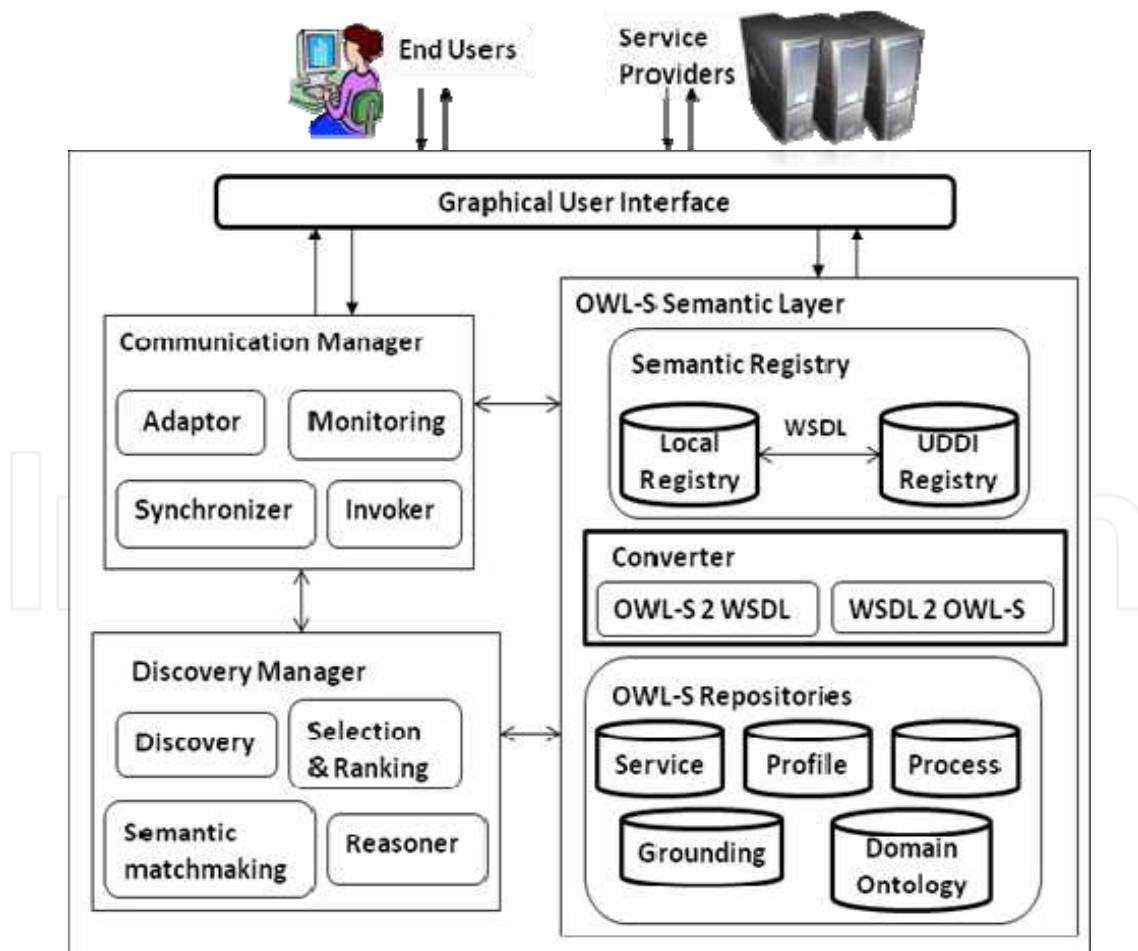 End Users
Service
Providers
Graphical User Interface
Communication Manager
Adaptor
Monitoring
Synchronizer
Invoker
Discovery Manager
Discovery
Selection
& Ranking
Semantic
matchmaking
Reasoner
OWL-S Semantic Layer
Semantic Registry
Local
Registry
WSDL
UDDI
Registry
Converter
OWL-S 2 WSDL
WSDL 2 OWL-S
OWL-S Repositories
Service
Profile
Process
Grounding
Domain
Ontology